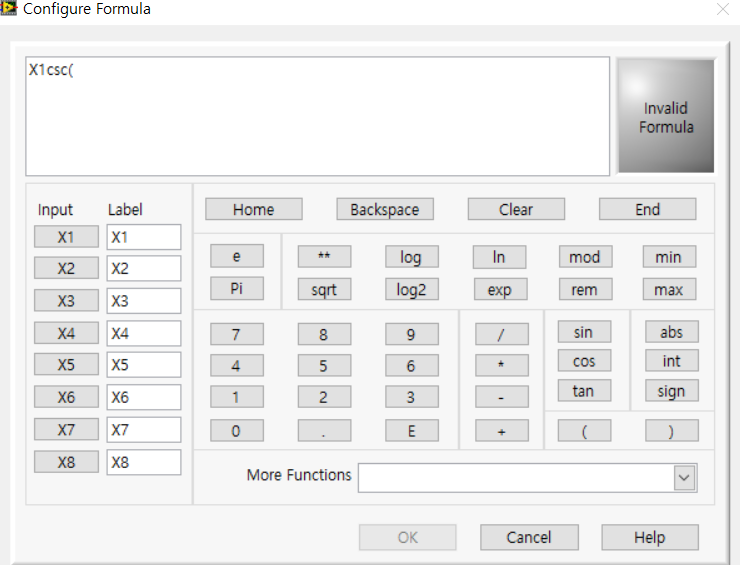 Configure Formula
X1csc(
Invalid
Formula
Input Label
Home Backspace Clear End
X1 X1
X2 X2
X3 X3
X4 X4
X5 X5
X6 X6
X7 X7
X8 X8
e ** log ln mod min
Pi sqrt log2 exp rem max
7 8 9 / sin abs
4 5 6 * cos int
1 2 3 - tan sign
0 . E + ( )
More Functions
OK Cancel Help